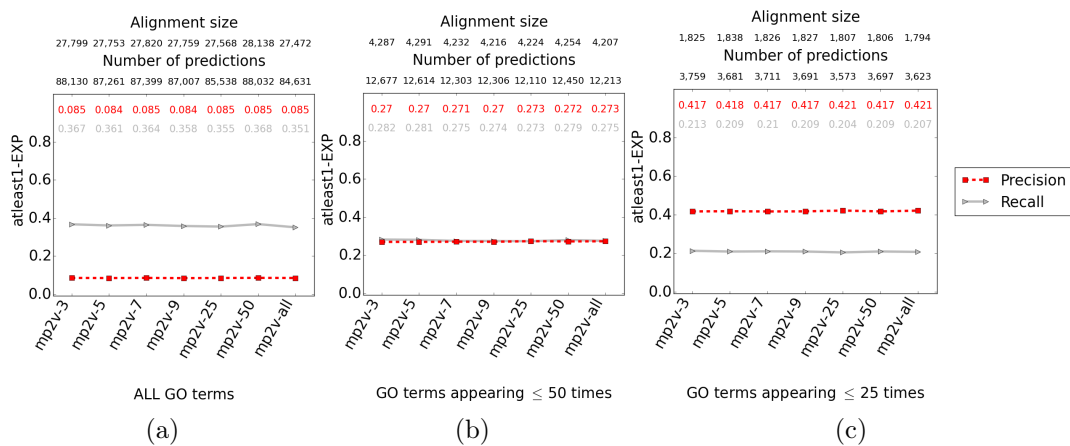 Alignment size
27,799 27,753 27,820 27,759 27,568 28,138 27,472
Number of predictions
88,130 87,261 87,399 87,007 85,538 88,032 84,631
0.085 0.084 0.085 0.084 0.085 0.085 0.085
0.367 0.361 0.364 0.358 0.355 0.368 0.351
atleast1-EXP
0.8
0.6
0.4
0.2
0.0
mp2v-3 mp2v-5 mp2v-7 mp2v-9 mp2v-25 mp2v-50 mp2v-all
ALL GO terms
(a)
Alignment size
4,287 4,291 4,232 4,216 4,224 4,254 4,207
Number of predictions
12,677 12,614 12,303 12,306 12,110 12,450 12,213
0.27 0.27 0.271 0.27 0.273 0.272 0.273
0.282 0.281 0.275 0.274 0.273 0.279 0.275
atleast1-EXP
0.8
0.6
0.4
0.2
0.0
mp2v-3 mp2v-5 mp2v-7 mp2v-9 mp2v-25 mp2v-50 mp2v-all
GO terms appearing ≤ 50 times
(b)
Alignment size
1,825 1,838 1,826 1,827 1,807 1,806 1,794
Number of predictions
3,759 3,681 3,711 3,691 3,573 3,697 3,623
0.417 0.418 0.417 0.417 0.421 0.417 0.421
0.213 0.209 0.21 0.209 0.204 0.209 0.207
atleast1-EXP
0.8
0.6
0.4
0.2
0.0
mp2v-3 mp2v-5 mp2v-7 mp2v-9 mp2v-25 mp2v-50 mp2v-all
GO terms appearing ≤ 25 times
(c)
Precision
Recall